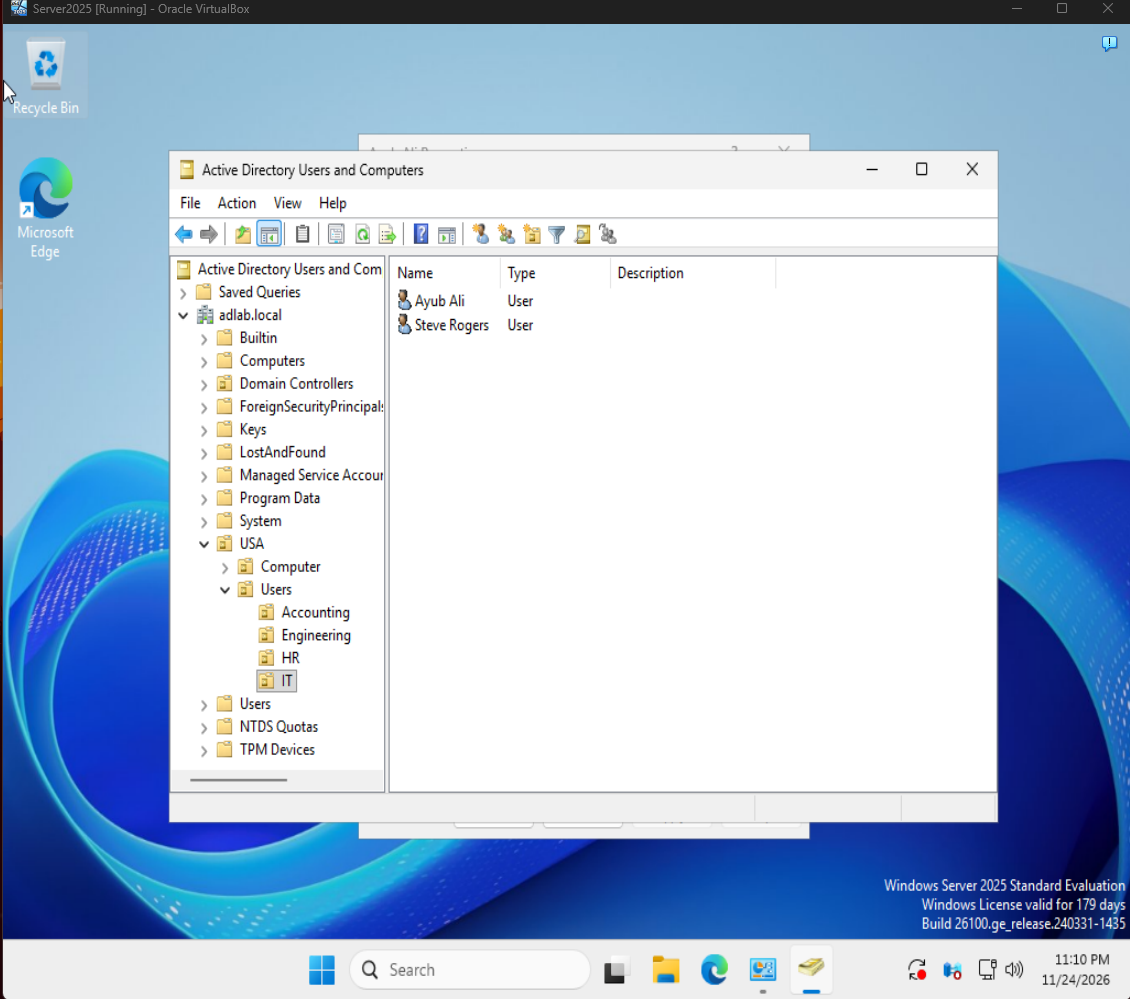 Server2025 [Running] - Oracle VirtualBox
Recycle Bin
Microsoft
Edge
Active Directory Users and Computers
File Action View Help
Active Directory Users and Com
Saved Queries
adlab.local
Builtin
Computers
Domain Controllers
ForeignSecurityPrincipals
Keys
LostAndFound
Managed Service Accour
Program Data
System
USA
Computer
Users
Accounting
Engineering
HR
IT
Users
NTDS Quotas
TPM Devices
Name Type Description
Ayub Ali User
Steve Rogers User
Windows Server 2025 Standard Evaluation
Windows License valid for 179 days
Build 26100.ge_release.240331-1435
Search
11:10 PM
11/24/2026